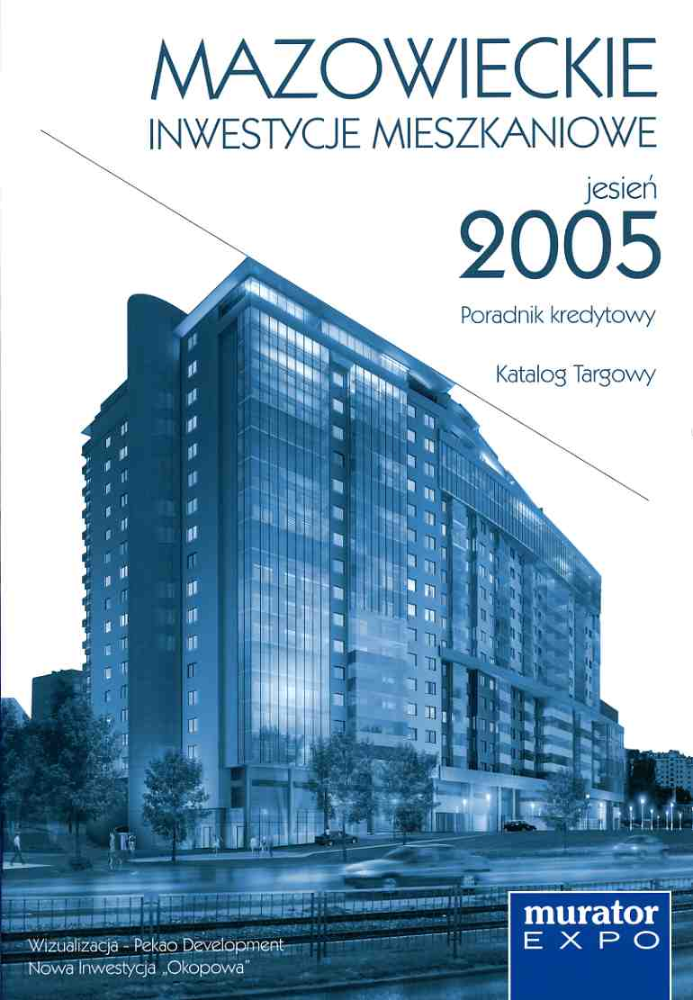 MAZOWIECKIE
INWESTYCJE MIESZKANIOWE
jesień
2005
Poradnik kredytowy
Katalog Targowy
Wizualizacja - Pekao Development
Nowa Inwestycja „Okopowa”
murator
EXPO